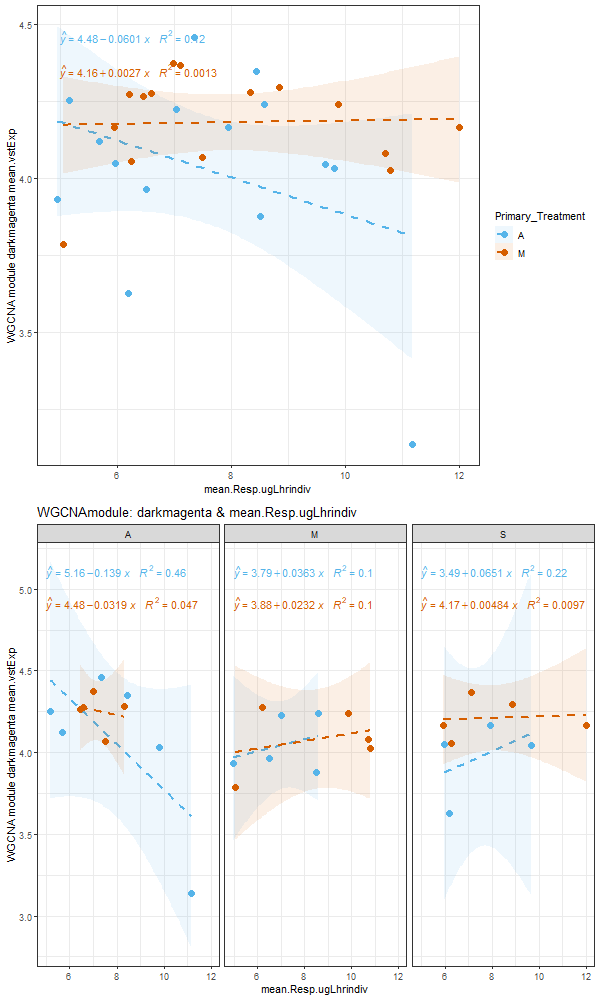 4.5
4.0
3.5
ŷ = 4.48 − 0.0601 x R² = 0.12
ŷ = 4.16 + 0.0027 x R² = 0.0013
WGCNA module darkmagenta mean.vstExp
6 8 10 12
mean.Resp.ugLhrindiv
Primary_Treatment
A
M
WGCNAmodule: darkmagenta & mean.Resp.ugLhrindiv
A M S
ŷ = 5.16 − 0.139 x R² = 0.46
ŷ = 4.48 − 0.0319 x R² = 0.047
ŷ = 3.79 + 0.0363 x R² = 0.1
ŷ = 3.88 + 0.0232 x R² = 0.1
ŷ = 3.49 + 0.0651 x R² = 0.22
ŷ = 4.17 + 0.00484 x R² = 0.0097
5.0
4.5
4.0
3.5
3.0
WGCNA module darkmagenta mean.vstExp
6 8 10 12 6 8 10 12 6 8 10 12
mean.Resp.ugLhrindiv